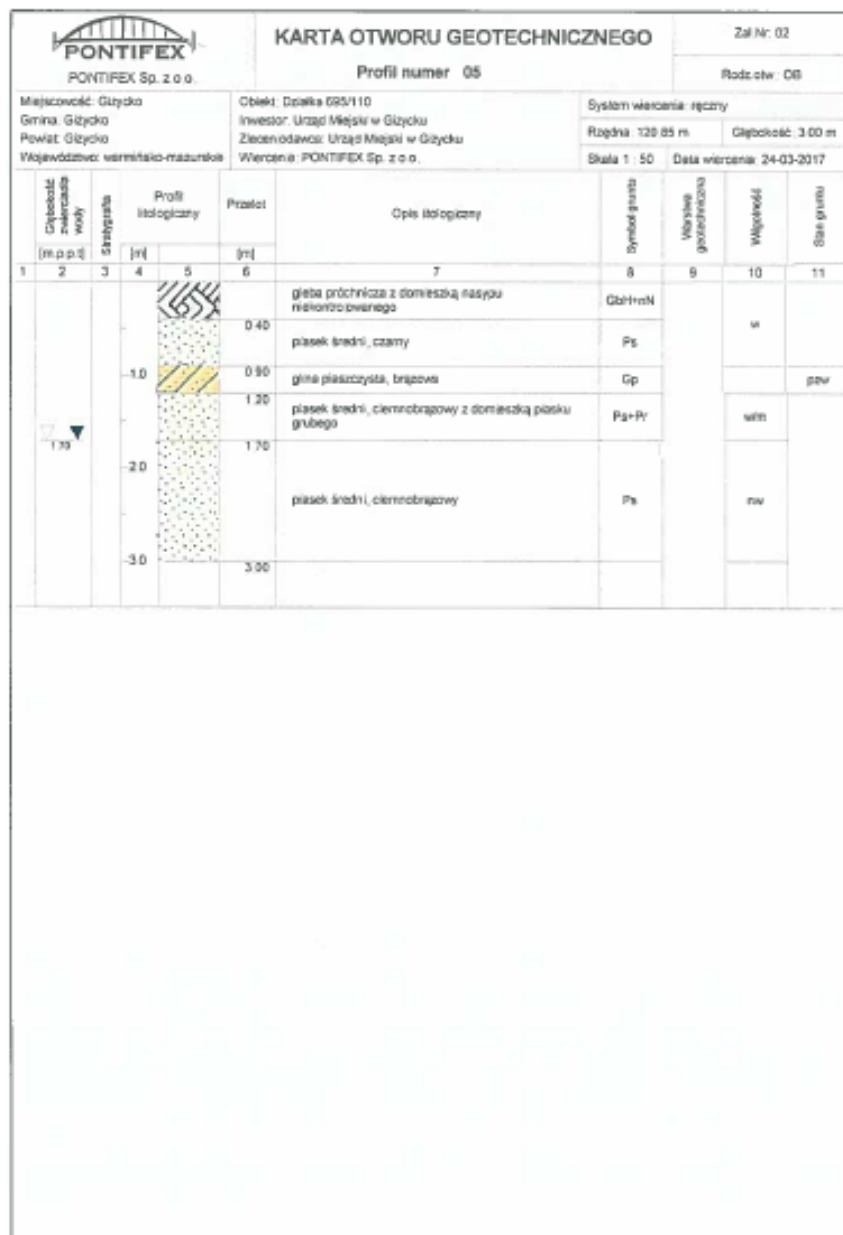 PONTIFEX
PONTIFEX Sp. z o.o.
KARTA OTWORU GEOTECHNICZNEGO
Profil numer 05
Zał.Nr: 02
Rodz.otw.: OB
Miejscowość: Giżycko
Gmina: Giżycko
Powiat: Giżycko
Województwo: warmińsko-mazurskie
Obiekt: Działka 695/110
Inwestor: Urząd Miejski w Giżycku
Zleceniodawca: Urząd Miejski w Giżycku
Wiercenie: PONTIFEX Sp. z o.o.
System wiercenia: ręczny
Rzędna: 120.85 m
Głębokość: 3.00 m
Skala 1 : 50
Data wiercenia: 24-03-2017
Głębokość zwierciadła wody
[m.p.p.t]
Stratygrafia
Profil litologiczny
[m]
Przelot
[m]
Opis litologiczny
Symbol gruntu
Warstwa geotechniczna
Wilgotność
Stan gruntu
1 2 3 4 5 6 7 8 9 10 11
gleba próchnicza z domieszką nasypu
niekontrolowanego
GbH+nN
0.40
w
piasek średni, czarny
Ps
1.0
0.90
glina piaszczysta, brązowa
Gp
pzw
1.20
piasek średni, ciemnobrązowy z domieszką piasku
grubego
Ps+Pr
w/m
1.70
1.70
2.0
piasek średni, ciemnobrązowy
Ps
nw
3.0
3.00